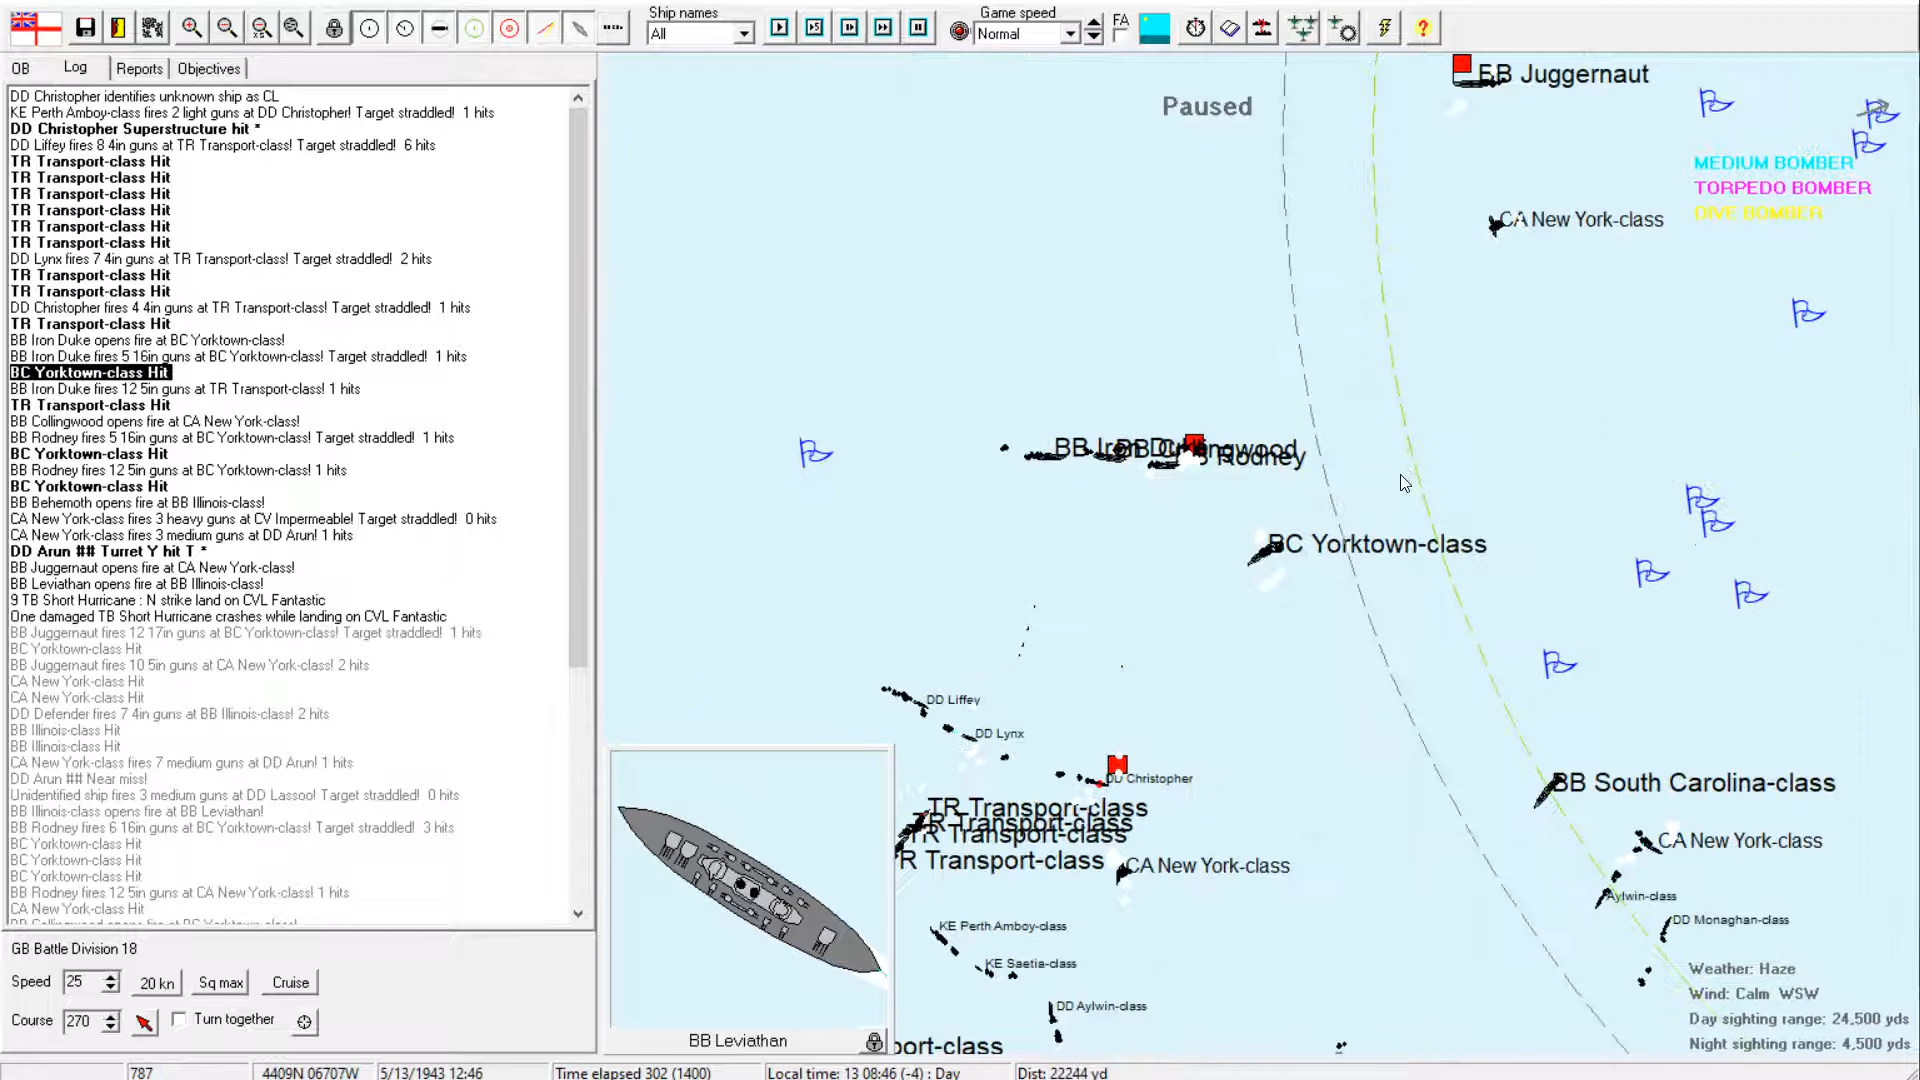 Ship names
All
Game speed
Normal
FA
OB
Log
Reports
Objectives
DD Christopher identifies unknown ship as CL
KE Perth Amboy-class fires 2 light guns at DD Christopher! Target straddled!  1 hits
DD Christopher Superstructure hit *
DD Liffey fires 8 4in guns at TR Transport-class! Target straddled!  6 hits
TR Transport-class Hit
TR Transport-class Hit
TR Transport-class Hit
TR Transport-class Hit
TR Transport-class Hit
TR Transport-class Hit
DD Lynx fires 7 4in guns at TR Transport-class! Target straddled!  2 hits
TR Transport-class Hit
TR Transport-class Hit
DD Christopher fires 4 4in guns at TR Transport-class! Target straddled!  1 hits
TR Transport-class Hit
BB Iron Duke opens fire at BC Yorktown-class!
BB Iron Duke fires 5 16in guns at BC Yorktown-class! Target straddled!  1 hits
BC Yorktown-class Hit
BB Iron Duke fires 12 5in guns at TR Transport-class! 1 hits
TR Transport-class Hit
BB Collingwood opens fire at CA New York-class!
BB Rodney fires 5 16in guns at BC Yorktown-class! Target straddled!  1 hits
BC Yorktown-class Hit
BB Rodney fires 12 5in guns at BC Yorktown-class! 1 hits
BC Yorktown-class Hit
BB Behemoth opens fire at BB Illinois-class!
CA New York-class fires 3 heavy guns at CV Impermeable! Target straddled!  0 hits
CA New York-class fires 3 medium guns at DD Arun! 1 hits
DD Arun ## Turret Y hit T *
BB Juggernaut opens fire at CA New York-class!
BB Leviathan opens fire at BB Illinois-class!
9 TB Short Hurricane : N strike land on CVL Fantastic
One damaged TB Short Hurricane crashes while landing on CVL Fantastic
BB Juggernaut fires 12 17in guns at BC Yorktown-class! Target straddled!  1 hits
BC Yorktown-class Hit
BB Juggernaut fires 10 5in guns at CA New York-class! 2 hits
CA New York-class Hit
CA New York-class Hit
DD Defender fires 7 4in guns at BB Illinois-class! 2 hits
BB Illinois-class Hit
BB Illinois-class Hit
CA New York-class fires 7 medium guns at DD Arun! 1 hits
DD Arun ## Near miss!
Unidentified ship fires 3 medium guns at DD Lassoo! Target straddled!  0 hits
BB Illinois-class opens fire at BB Leviathan!
BB Rodney fires 6 16in guns at BC Yorktown-class! Target straddled!  3 hits
BC Yorktown-class Hit
BC Yorktown-class Hit
BC Yorktown-class Hit
BB Rodney fires 12 5in guns at CA New York-class! 1 hits
CA New York-class Hit
GB Battle Division 18
Speed 25 20 kn Sq max Cruise
Course 270 Turn together
BB Leviathan
Paused
BB Juggernaut
MEDIUM BOMBER
TORPEDO BOMBER
DIVE BOMBER
CA New York-class
BB Iron Duke
BB Collingwood
Rodney
BC Yorktown-class
DD Liffey
DD Lynx
DD Christopher
TR Transport-class
TR Transport-class
TR Transport-class
R Transport-class
CA New York-class
BB South Carolina-class
CA New York-class
Aylwin-class
DD Monaghan-class
KE Perth Amboy-class
KE Saetia-class
DD Aylwin-class
port-class
Weather: Haze
Wind: Calm  WSW
Day sighting range: 24,500 yds
Night sighting range: 4,500 yds
787
4409N 06707W
5/13/1943 12:46
Time elapsed 302 (1400)
Local time: 13 08:46 (-4) : Day
Dist: 22244 yd